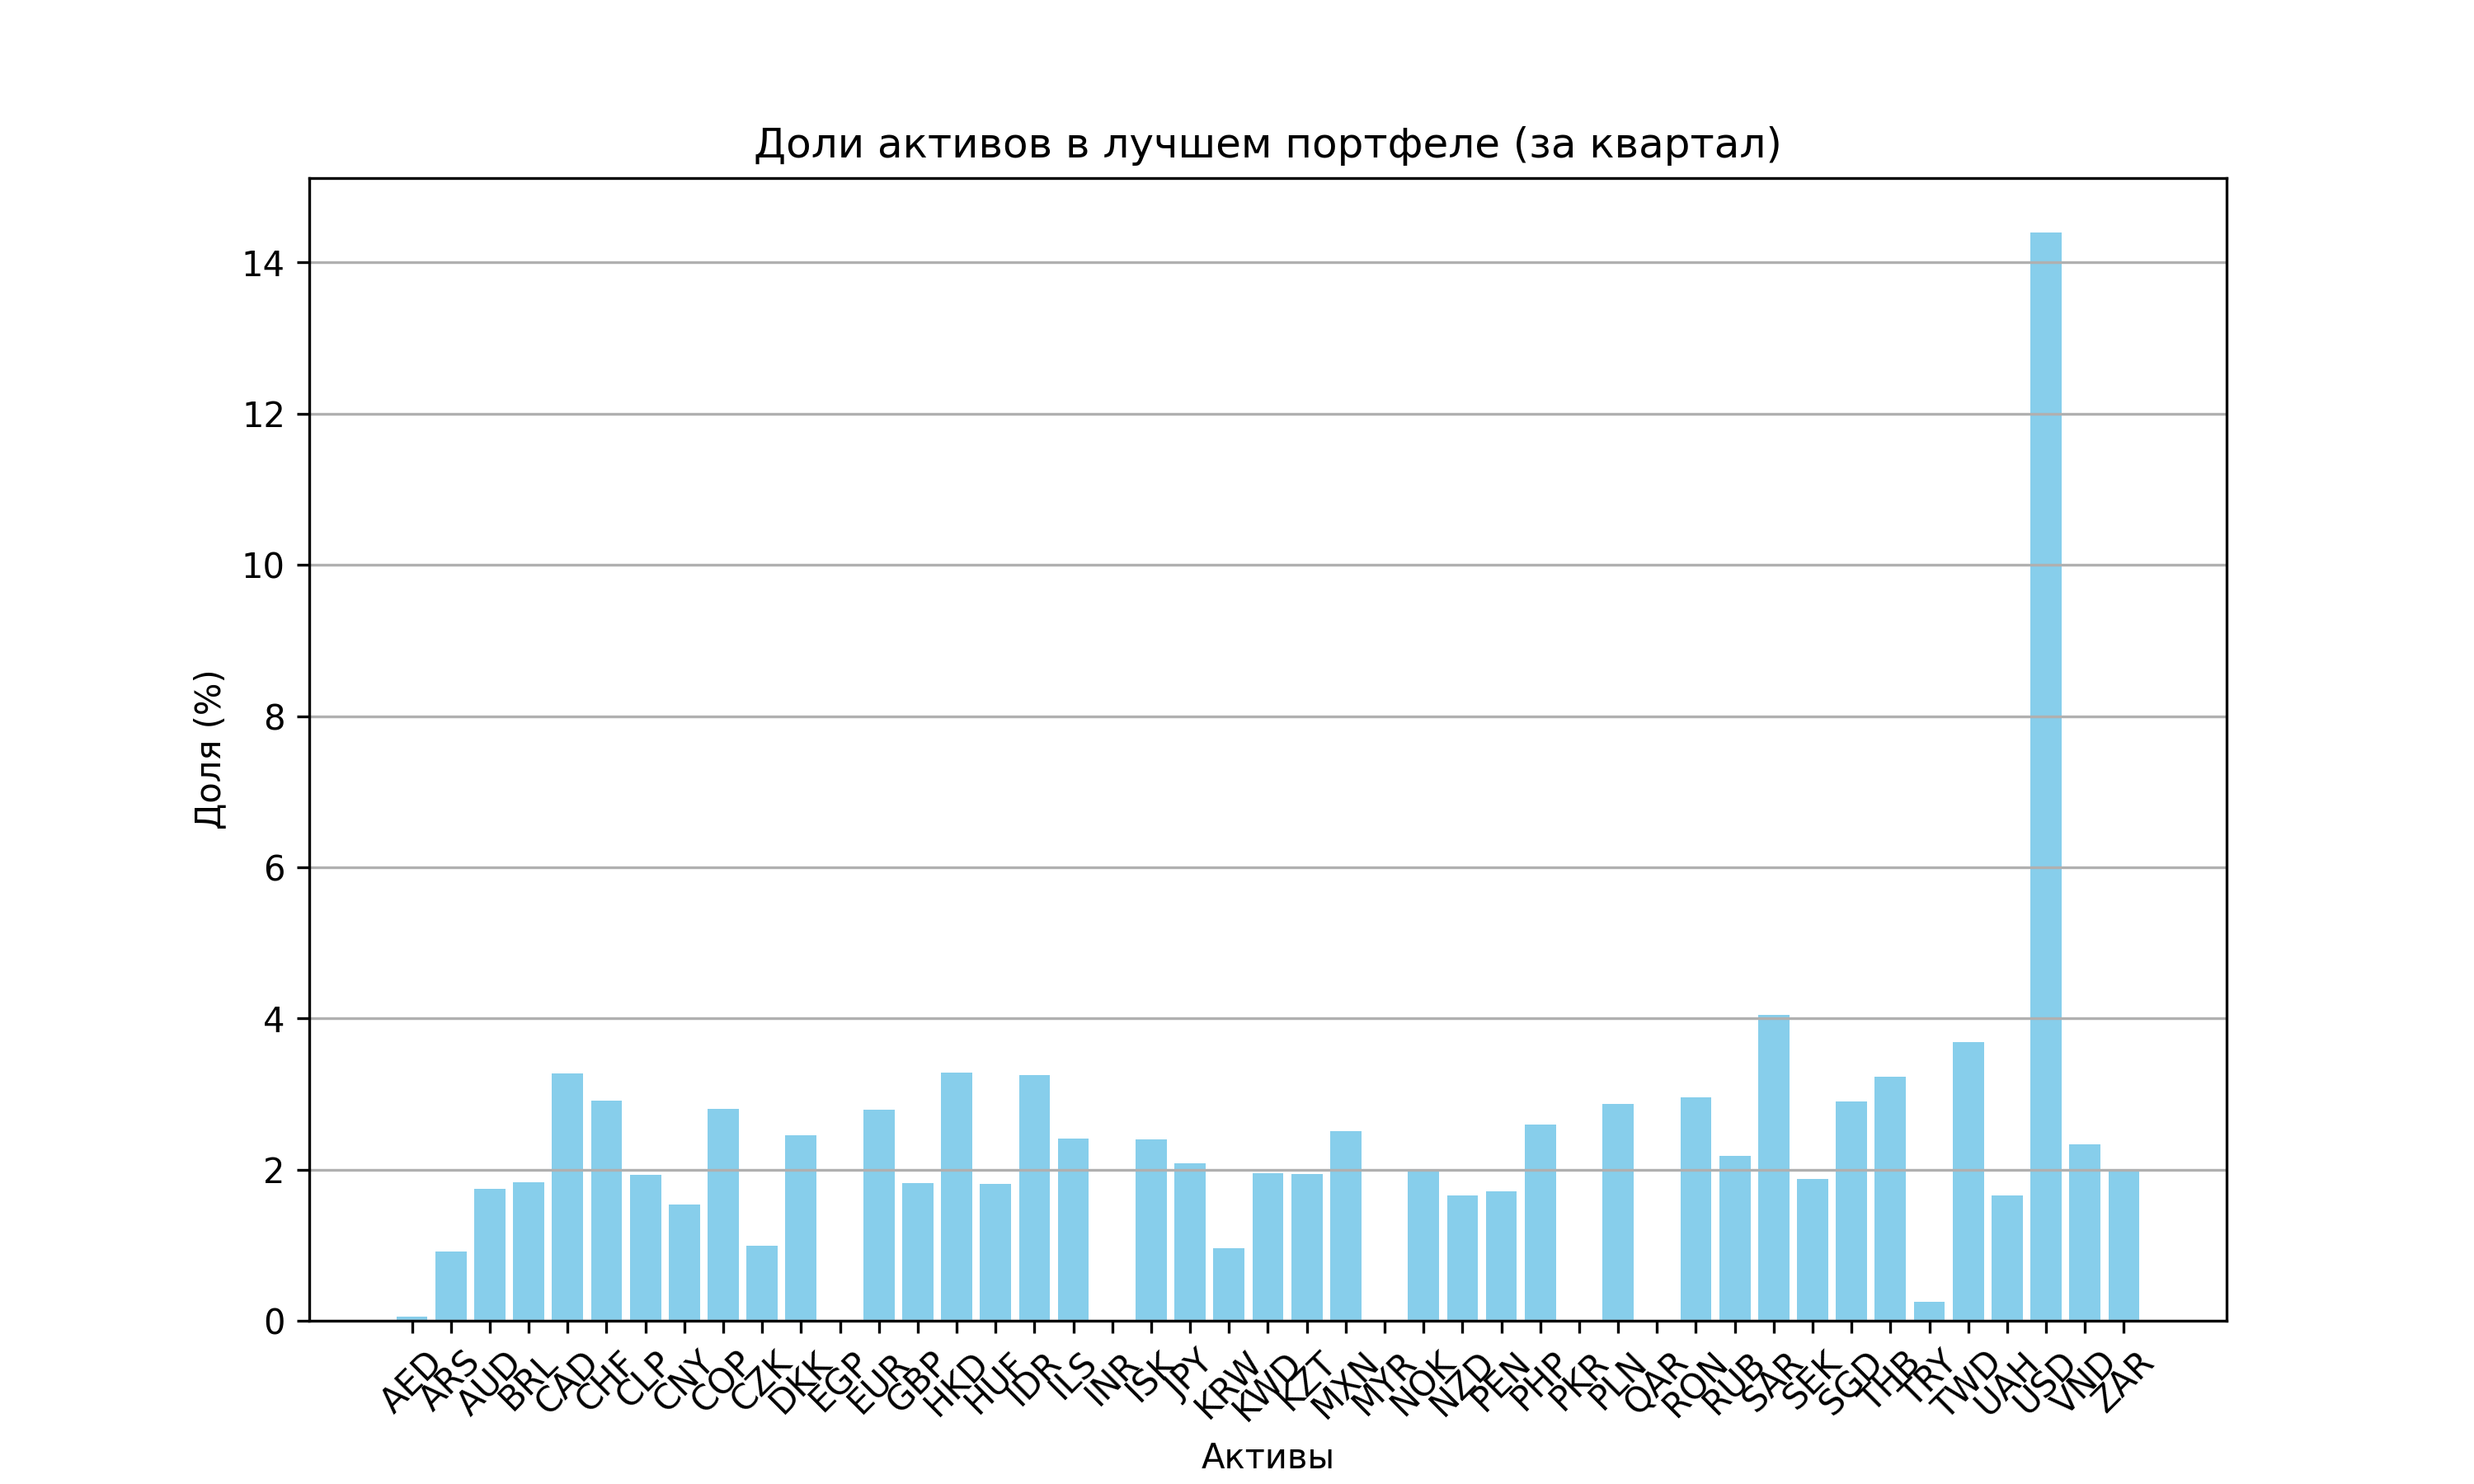 Доли активов в лучшем портфеле (за квартал)
Доля (%)
14
12
10
8
6
4
2
0
AED ARS AUD BRL CAD CHF CLP CNY COP CZK DKK EGP EUR GBP HKD HUF IDR ILS INR ISK JPY KRW KWD KZT MXN MYR NOK NZD PEN PHP PKR PLN QAR RON RUB SAR SEK SGD THB TRY TWD UAH USD VND ZAR
Активы